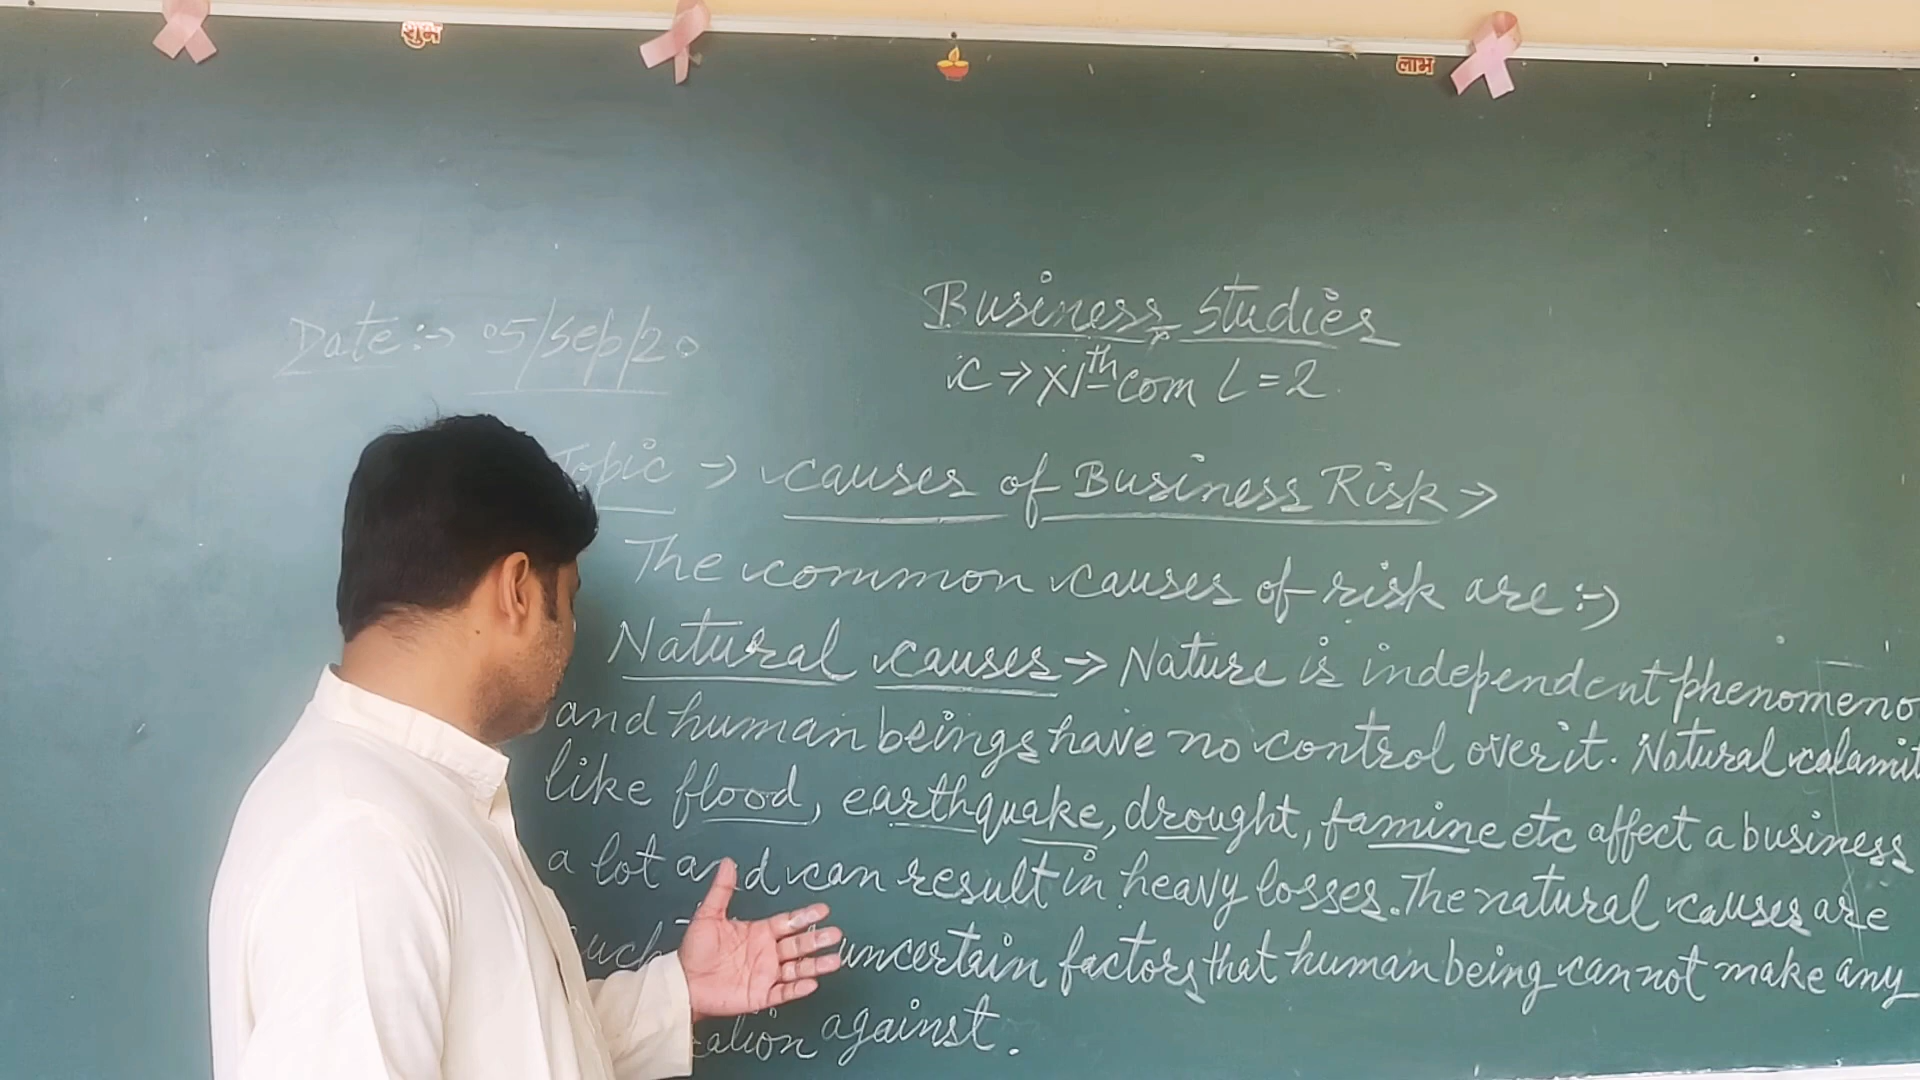 शुभ
लाभ
Business Studies
Date:→ 05/Sep/20
C → XIth Com L = 2
Topic → causes of Business Risk →
The common causes of risk are:→
Natural causes → Nature is independent phenomeno
and human beings have no control over it. Natural calamit
like flood, earthquake, drought, famine etc affect a business
a lot and can result in heavy losses. The natural causes are
uncertain factors that human being cannot make any
against.